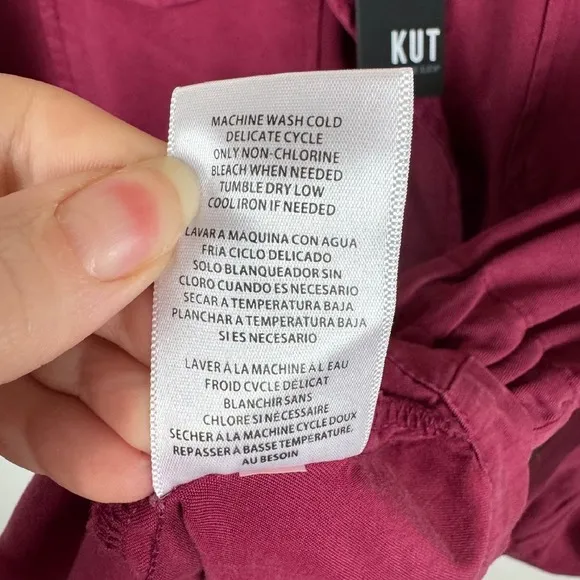 KUT
MACHINE WASH COLD
DELICATE CYCLE
ONLY NON-CHLORINE
BLEACH WHEN NEEDED
TUMBLE DRY LOW
COOL IRON IF NEEDED
LAVAR A MAQUINA CON AGUA
FRIA CICLO DELICADO
SOLO BLANQUEADOR SIN
CLORO CUANDO ES NECESARIO
SECAR A TEMPERATURA BAJA
PLANCHAR A TEMPERATURA BAJA
SI ES NECESARIO
LAVER À LA MACHINE A L EAU
FROID CYCLE DÉLICAT
BLANCHIR SANS
CHLORE SI NÉCESSAIRE
SECHER Á LA MACHINE CYCLE DOUX
REPASSER À BASSE TEMPÉRATURE.
AU BESOIN